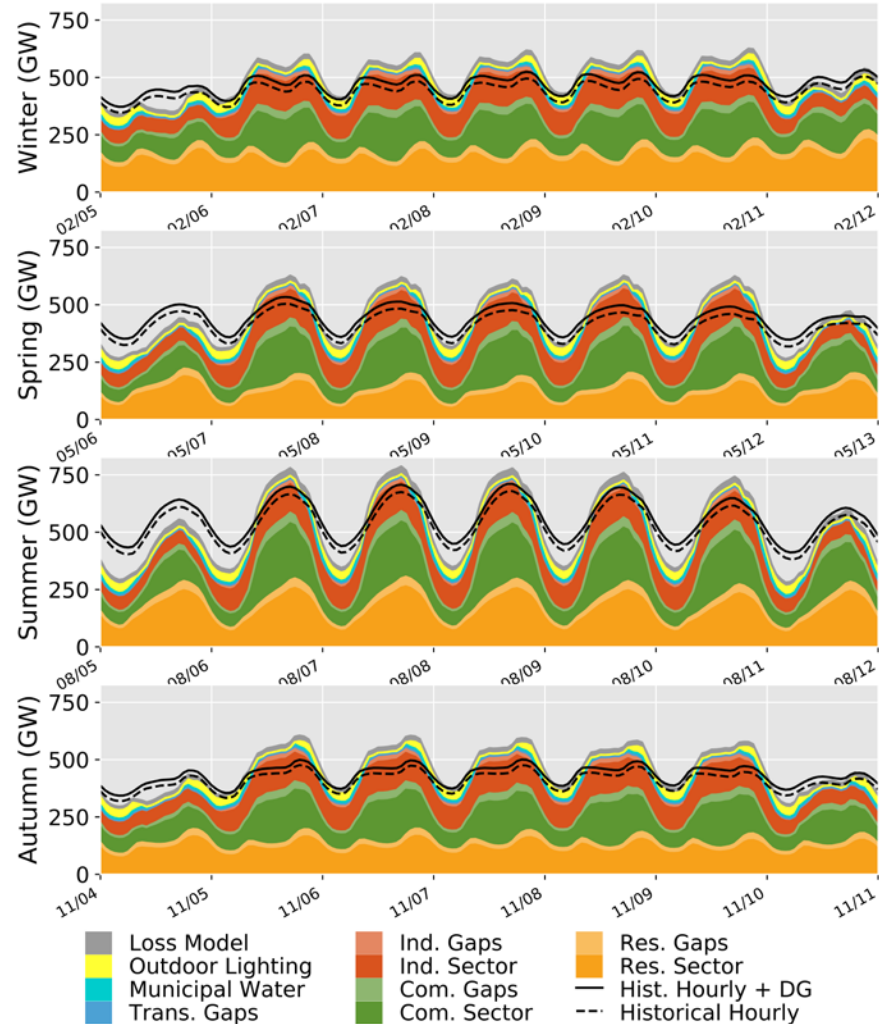 Winter (GW)
750
500
250
0
02/05 02/06 02/07 02/08 02/09 02/10 02/11 02/12
Spring (GW)
750
500
250
0
05/06 05/07 05/08 05/09 05/10 05/11 05/12 05/13
Summer (GW)
750
500
250
0
08/05 08/06 08/07 08/08 08/09 08/10 08/11 08/12
Autumn (GW)
750
500
250
0
11/04 11/05 11/06 11/07 11/08 11/09 11/10 11/11
Loss Model
Outdoor Lighting
Municipal Water
Trans. Gaps
Ind. Gaps
Ind. Sector
Com. Gaps
Com. Sector
Res. Gaps
Res. Sector
Hist. Hourly + DG
Historical Hourly